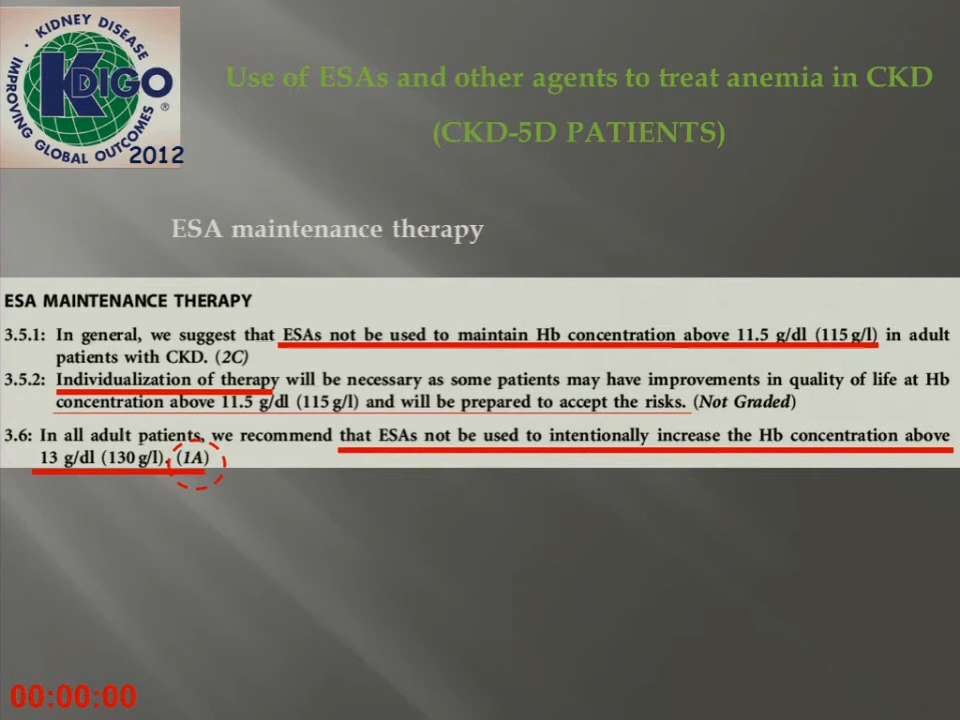 · KIDNEY DISEASE ·
KDIGO ®
IMPROVING GLOBAL OUTCOMES
2012
Use of ESAs and other agents to treat anemia in CKD
(CKD-5D PATIENTS)
ESA maintenance therapy
ESA MAINTENANCE THERAPY
3.5.1: In general, we suggest that ESAs not be used to maintain Hb concentration above 11.5 g/dl (115 g/l) in adult
patients with CKD. (2C)
3.5.2: Individualization of therapy will be necessary as some patients may have improvements in quality of life at Hb
concentration above 11.5 g/dl (115 g/l) and will be prepared to accept the risks. (Not Graded)
3.6: In all adult patients, we recommend that ESAs not be used to intentionally increase the Hb concentration above
13 g/dl (130 g/l). (1A)
00:00:00